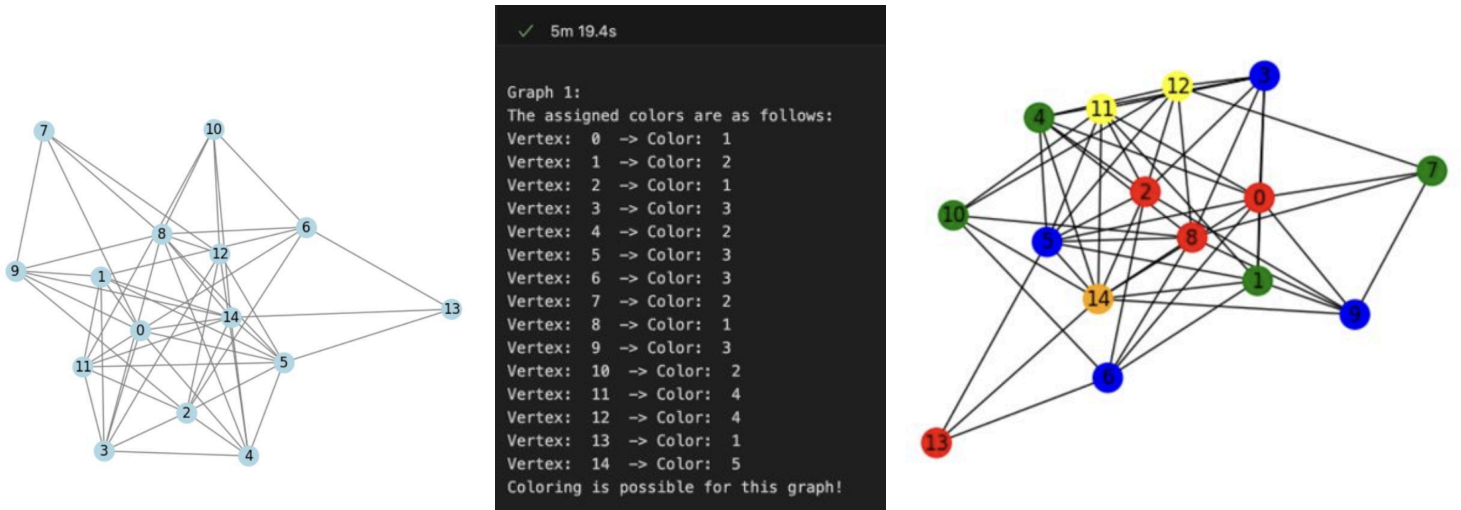 7
10
6
8
12
9
1
13
14
0
11
5
2
3
4
✓ 5m 19.4s
Graph 1:
The assigned colors are as follows:
Vertex: 0 -> Color: 1
Vertex: 1 -> Color: 2
Vertex: 2 -> Color: 1
Vertex: 3 -> Color: 3
Vertex: 4 -> Color: 2
Vertex: 5 -> Color: 3
Vertex: 6 -> Color: 3
Vertex: 7 -> Color: 2
Vertex: 8 -> Color: 1
Vertex: 9 -> Color: 3
Vertex: 10 -> Color: 2
Vertex: 11 -> Color: 4
Vertex: 12 -> Color: 4
Vertex: 13 -> Color: 1
Vertex: 14 -> Color: 5
Coloring is possible for this graph!
3
12
11
4
7
2
0
10
8
5
1
14
9
6
13